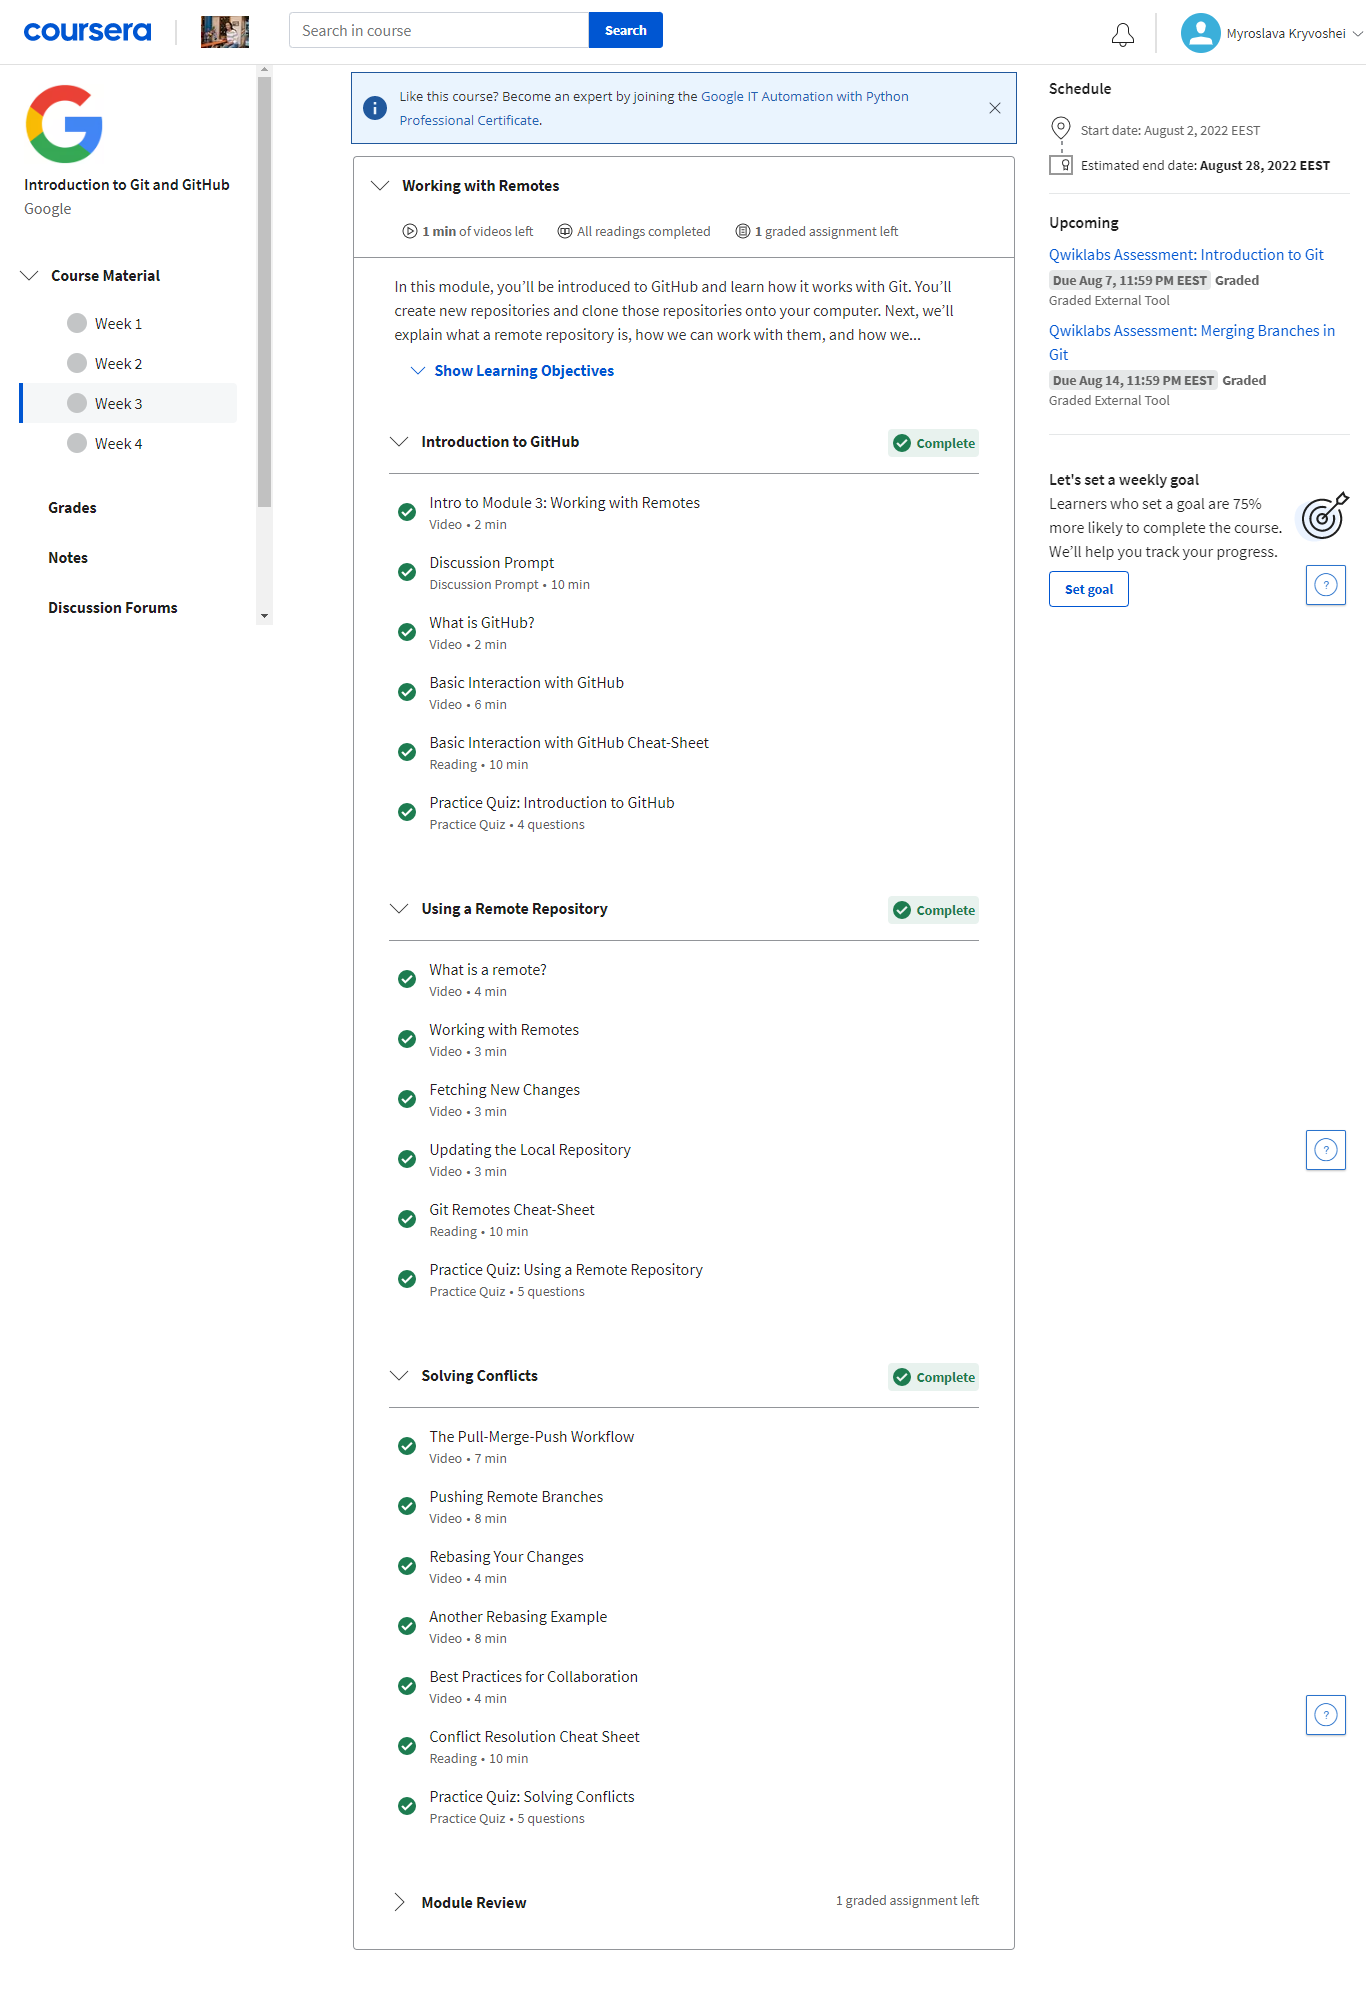 coursera
Search in course
Search
Myroslava Kryvoshei
Introduction to Git and GitHub
Google
Course Material
Week 1
Week 2
Week 3
Week 4
Grades
Notes
Discussion Forums
Like this course? Become an expert by joining the Google IT Automation with Python
Professional Certificate.
Working with Remotes
1 min of videos left
All readings completed
1 graded assignment left
In this module, you’ll be introduced to GitHub and learn how it works with Git. You’ll
create new repositories and clone those repositories onto your computer. Next, we’ll
explain what a remote repository is, how we can work with them, and how we...
Show Learning Objectives
Introduction to GitHub
Complete
Intro to Module 3: Working with Remotes
Video • 2 min
Discussion Prompt
Discussion Prompt • 10 min
What is GitHub?
Video • 2 min
Basic Interaction with GitHub
Video • 6 min
Basic Interaction with GitHub Cheat-Sheet
Reading • 10 min
Practice Quiz: Introduction to GitHub
Practice Quiz • 4 questions
Using a Remote Repository
Complete
What is a remote?
Video • 4 min
Working with Remotes
Video • 3 min
Fetching New Changes
Video • 3 min
Updating the Local Repository
Video • 3 min
Git Remotes Cheat-Sheet
Reading • 10 min
Practice Quiz: Using a Remote Repository
Practice Quiz • 5 questions
Solving Conflicts
Complete
The Pull-Merge-Push Workflow
Video • 7 min
Pushing Remote Branches
Video • 8 min
Rebasing Your Changes
Video • 4 min
Another Rebasing Example
Video • 8 min
Best Practices for Collaboration
Video • 4 min
Conflict Resolution Cheat Sheet
Reading • 10 min
Practice Quiz: Solving Conflicts
Practice Quiz • 5 questions
Module Review
1 graded assignment left
Schedule
Start date: August 2, 2022 EEST
Estimated end date: August 28, 2022 EEST
Upcoming
Qwiklabs Assessment: Introduction to Git
Due Aug 7, 11:59 PM EEST Graded
Graded External Tool
Qwiklabs Assessment: Merging Branches in
Git
Due Aug 14, 11:59 PM EEST Graded
Graded External Tool
Let's set a weekly goal
Learners who set a goal are 75%
more likely to complete the course.
We’ll help you track your progress.
Set goal
?
?
?